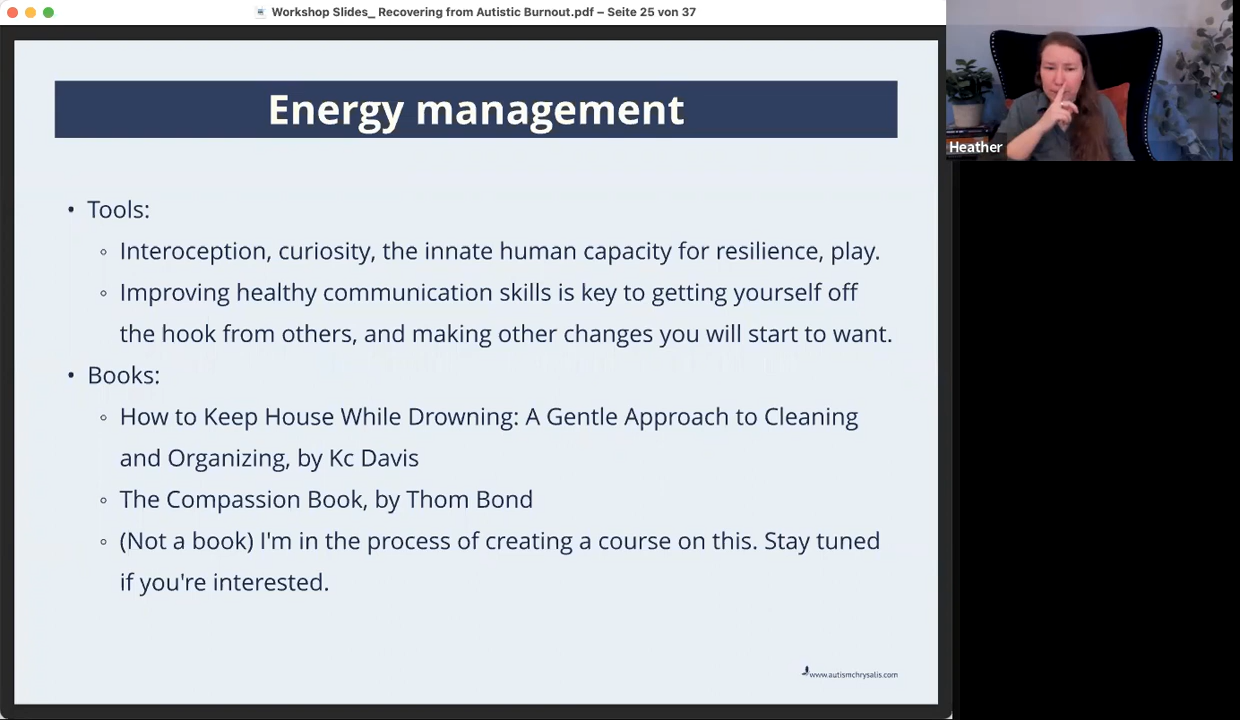 Workshop Slides_ Recovering from Autistic Burnout.pdf – Seite 25 von 37
Energy management
• Tools:
◦ Interoception, curiosity, the innate human capacity for resilience, play.
◦ Improving healthy communication skills is key to getting yourself off
the hook from others, and making other changes you will start to want.
• Books:
◦ How to Keep House While Drowning: A Gentle Approach to Cleaning
and Organizing, by Kc Davis
◦ The Compassion Book, by Thom Bond
◦ (Not a book) I'm in the process of creating a course on this. Stay tuned
if you're interested.
www.autismchrysalis.com
Heather